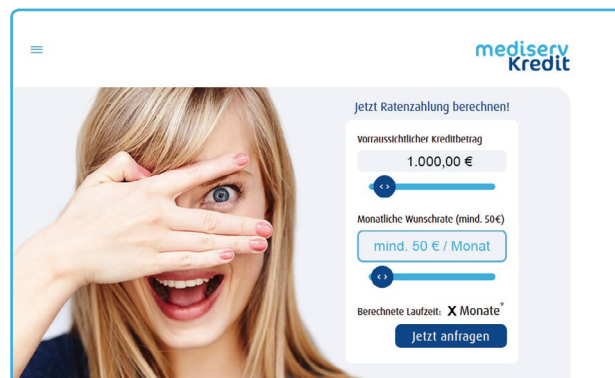 mediserv
Kredit
Jetzt Ratenzahlung berechnen!
Vorraussichtlicher Kreditbetrag
1.000,00 €
Monatliche Wunschrate (mind. 50€)
mind. 50 € / Monat
Berechnete Laufzeit: X Monate*
Jetzt anfragen